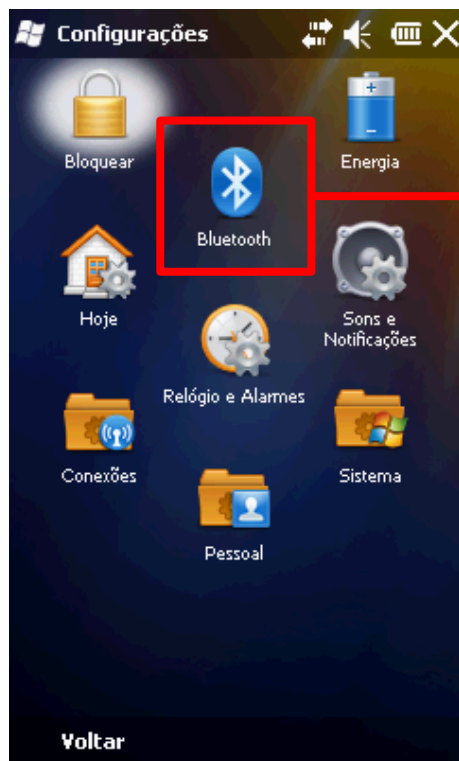 Configurações
Bloquear
Bluetooth
Energia
Hoje
Relógio e Alarmes
Sons e
Notificações
Conexões
Pessoal
Sistema
Voltar